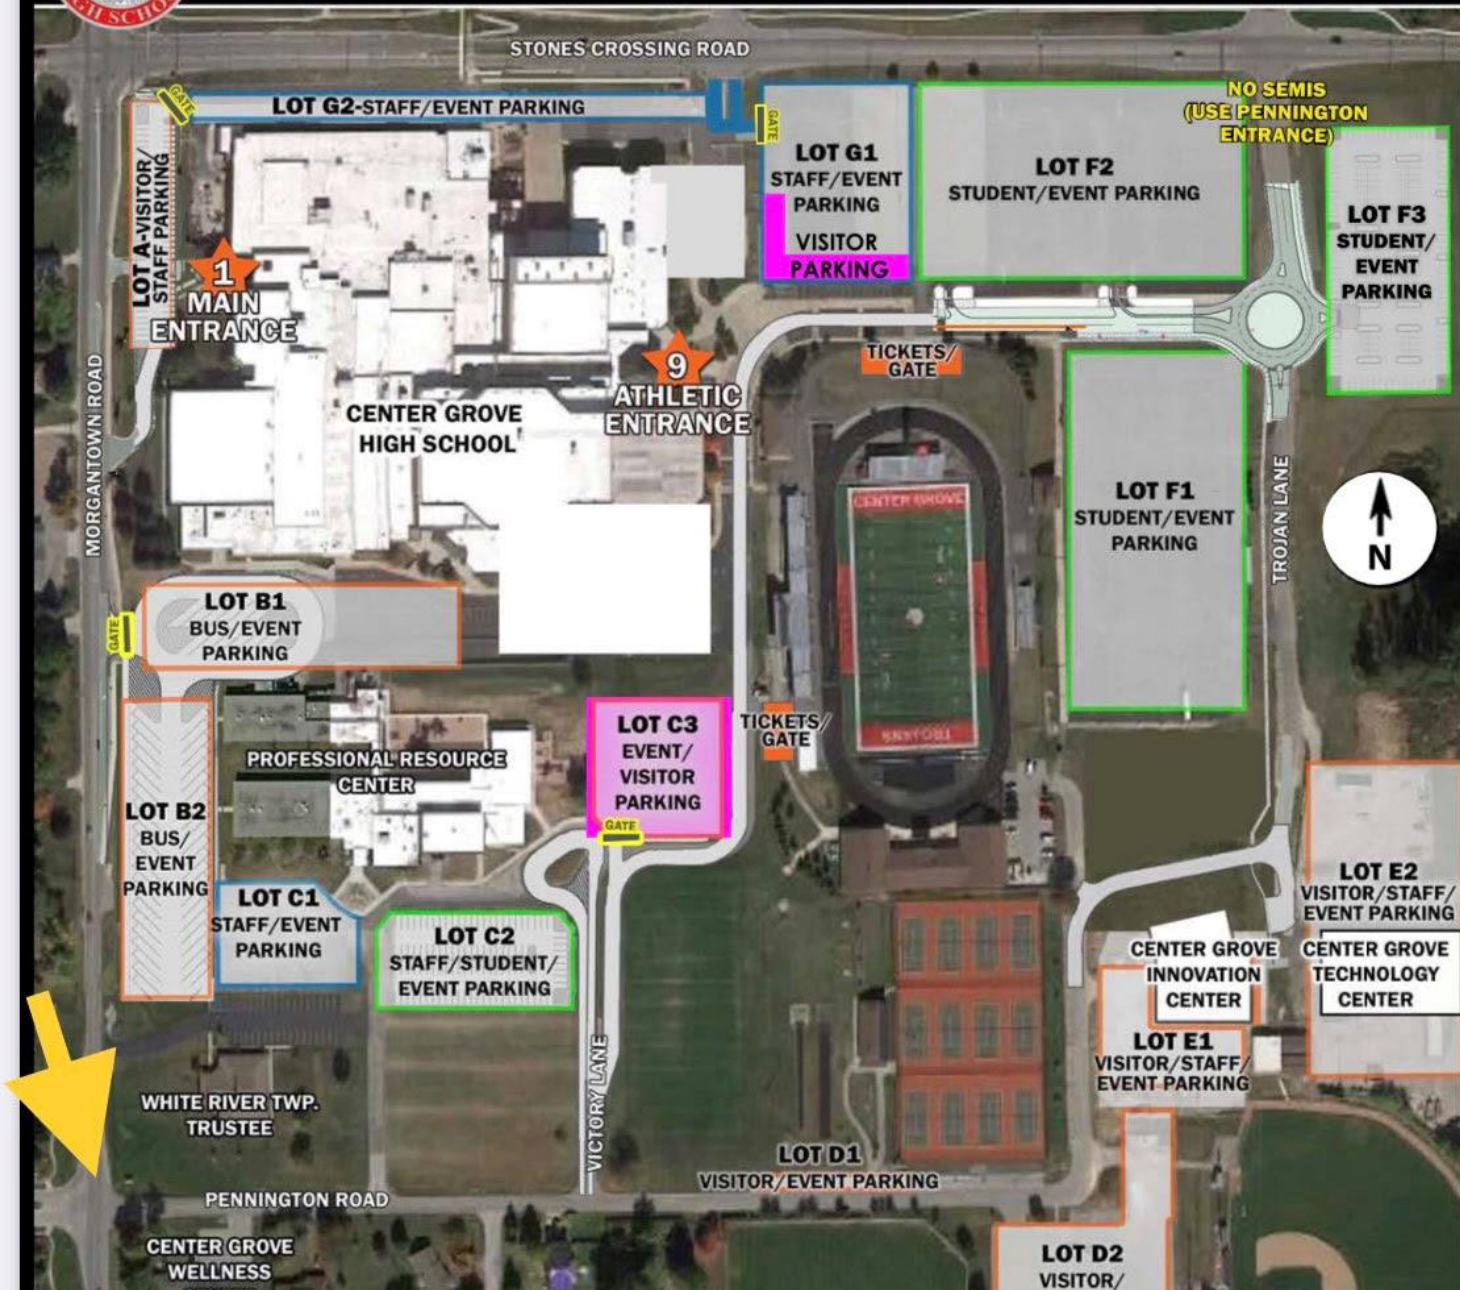 GH SCHO
STONES CROSSING ROAD
GATE
LOT G2-STAFF/EVENT PARKING
GATE
NO SEMIS
(USE PENNINGTON
ENTRANCE)
LOT A-VISITOR/
STAFF PARKING
LOT G1
STAFF/EVENT
PARKING
VISITOR
PARKING
LOT F2
STUDENT/EVENT PARKING
LOT F3
STUDENT/
EVENT
PARKING
1
MAIN
ENTRANCE
9
ATHLETIC
ENTRANCE
TICKETS/
GATE
MORGANTOWN ROAD
CENTER GROVE
HIGH SCHOOL
CENTER GROVE
LOT F1
STUDENT/EVENT
PARKING
TROJAN LANE
N
LOT B1
BUS/EVENT
PARKING
GATE
LOT C3
EVENT/
VISITOR
PARKING
GATE
TICKETS/
GATE
TROJANS
PROFESSIONAL RESOURCE
CENTER
LOT B2
BUS/
EVENT
PARKING
LOT C1
STAFF/EVENT
PARKING
LOT C2
STAFF/STUDENT/
EVENT PARKING
LOT E2
VISITOR/STAFF/
EVENT PARKING
CENTER GROVE
INNOVATION
CENTER
CENTER GROVE
TECHNOLOGY
CENTER
LOT E1
VISITOR/STAFF/
EVENT PARKING
VICTORY LANE
WHITE RIVER TWP.
TRUSTEE
LOT D1
VISITOR/EVENT PARKING
PENNINGTON ROAD
CENTER GROVE
WELLNESS
LOT D2
VISITOR/